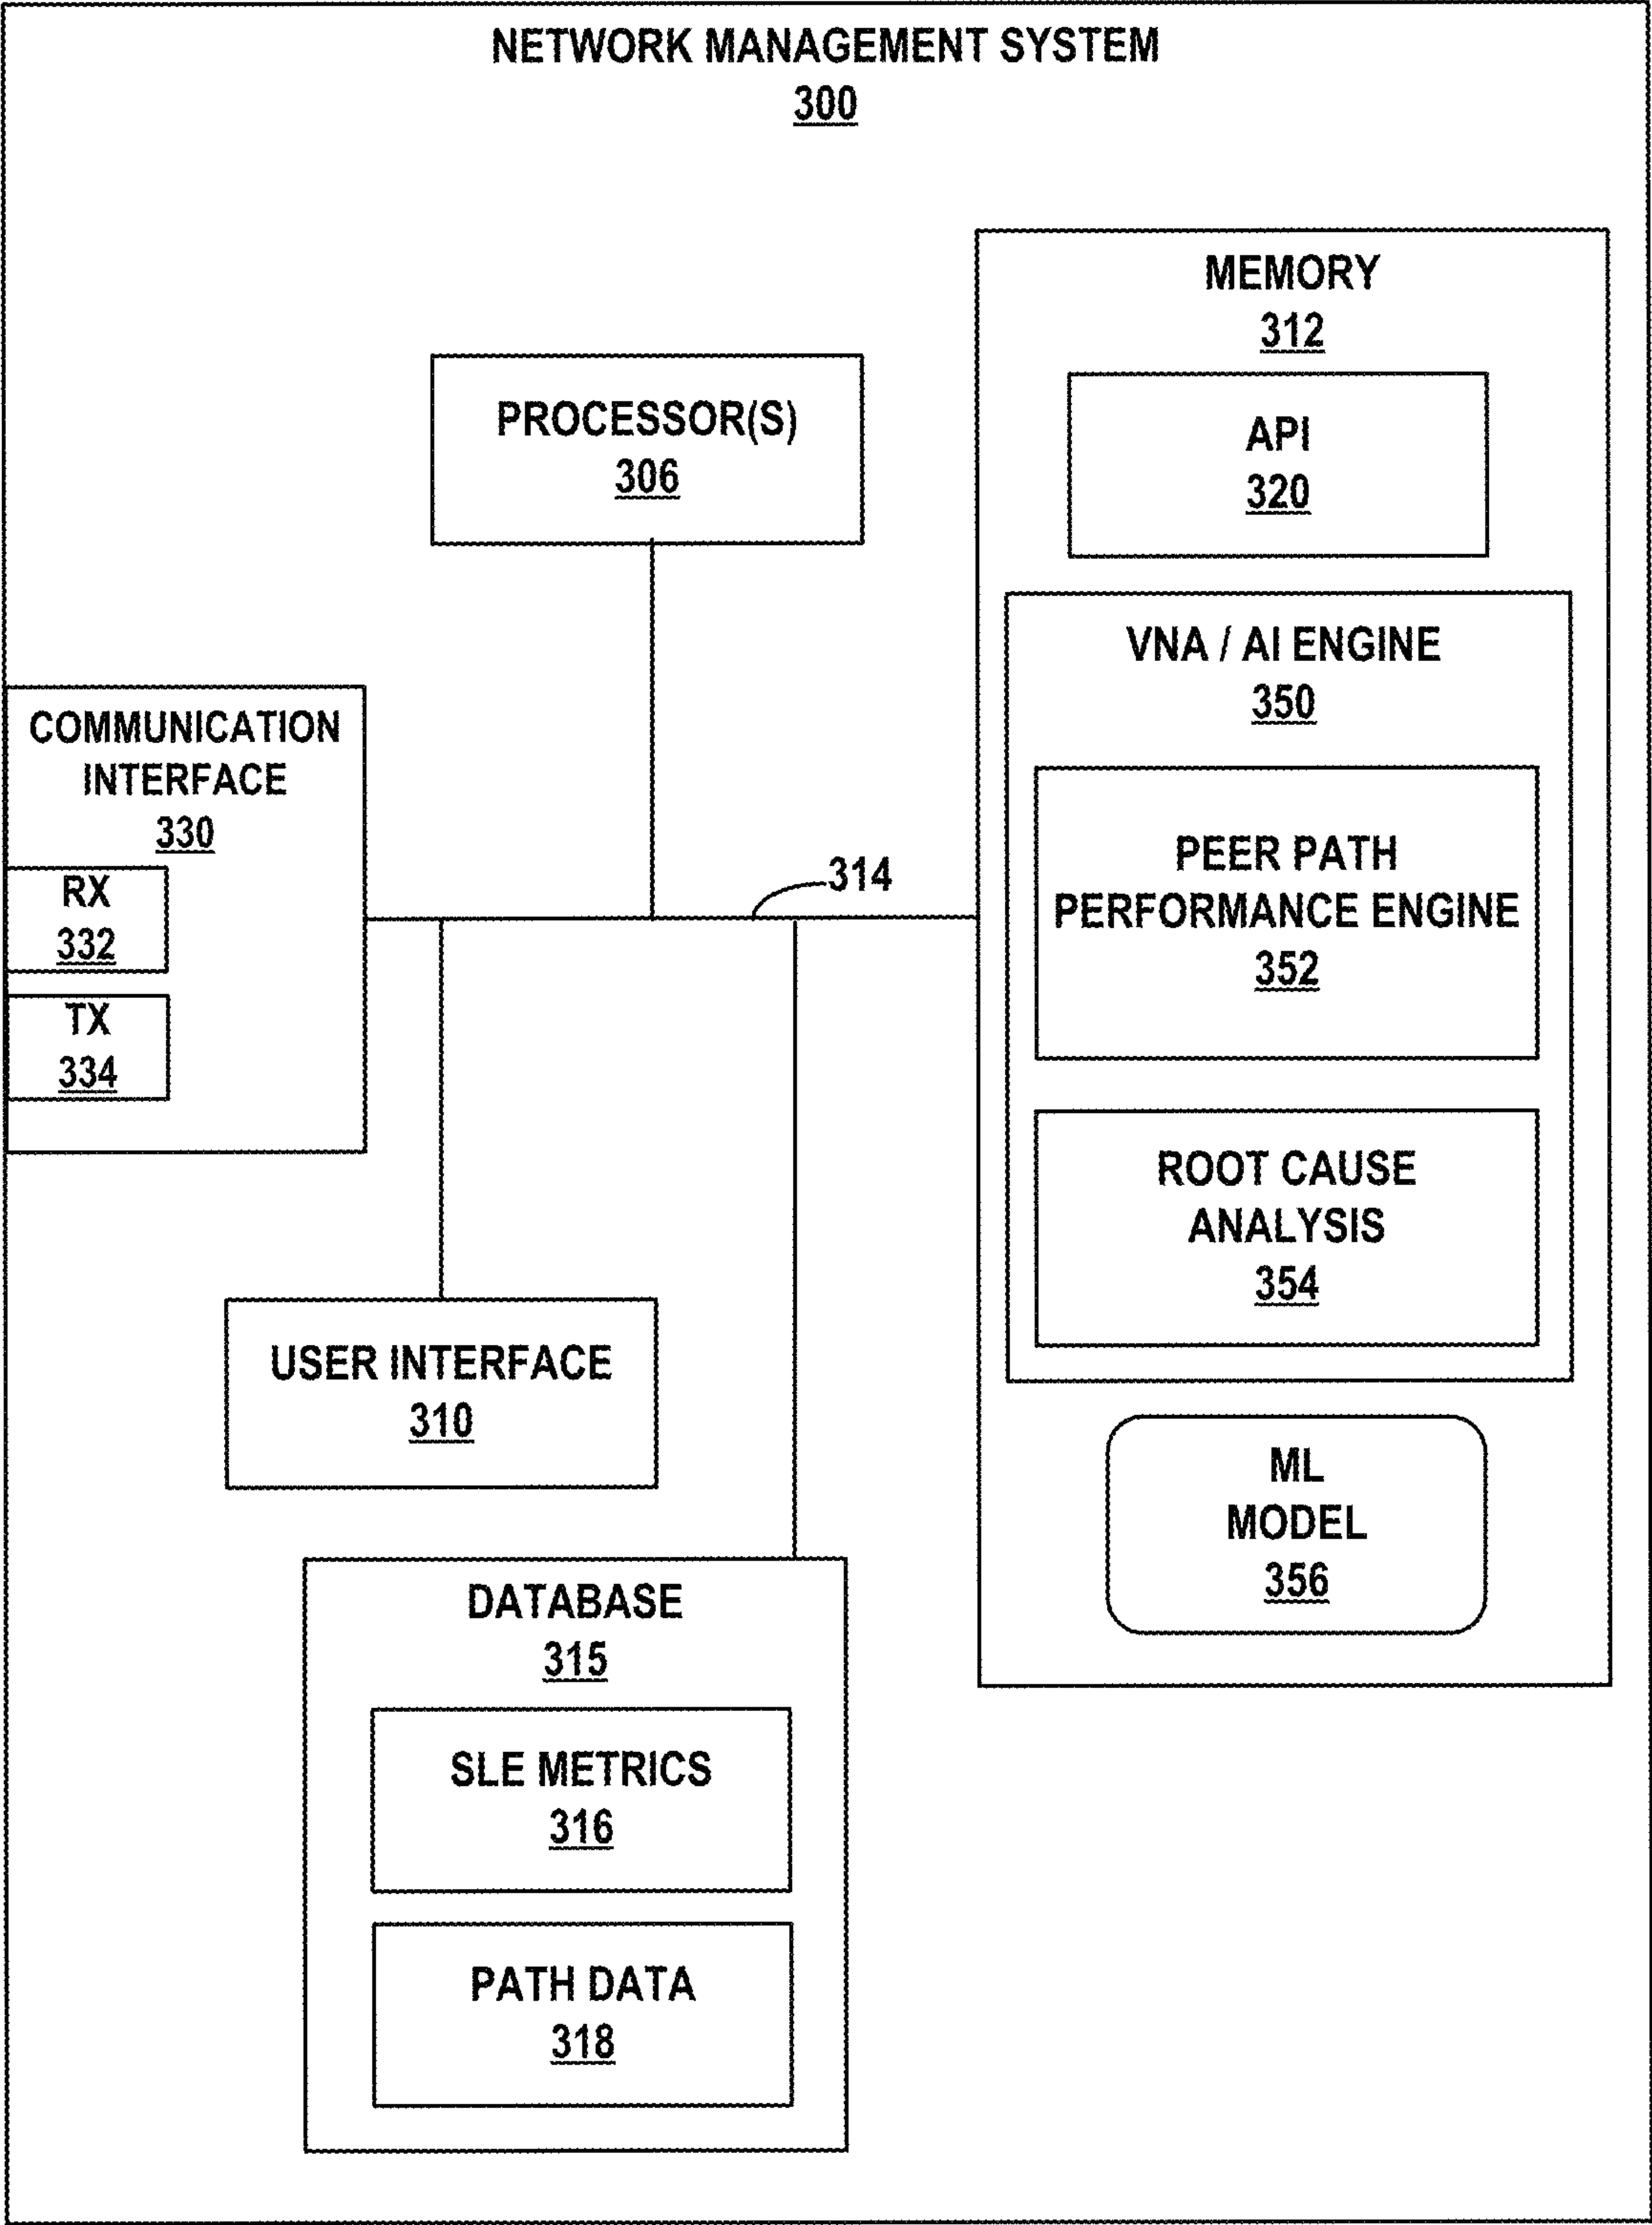 NETWORK MANAGEMENT SYSTEM
300
MEMORY
312
API
320
PROCESSOR(S)
306
VNA / AI ENGINE
350
PEER PATH
PERFORMANCE ENGINE
352
ROOT CAUSE
ANALYSIS
354
ML
MODEL
356
COMMUNICATION
INTERFACE
330
RX
332
TX
334
314
USER INTERFACE
310
DATABASE
315
SLE METRICS
316
PATH DATA
318